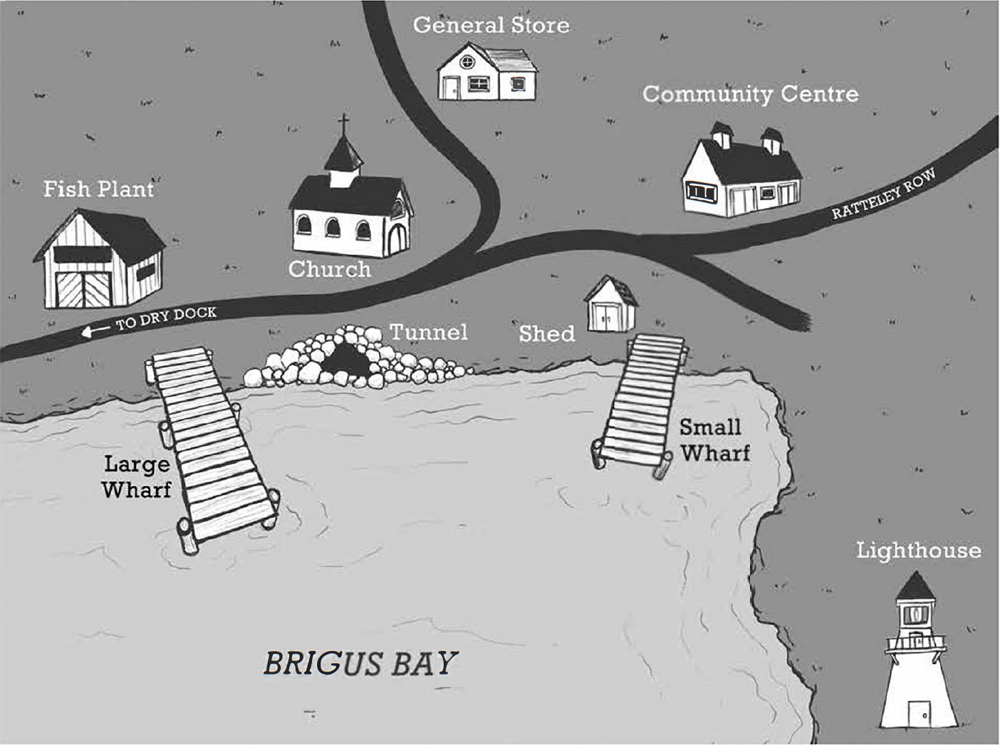 General Store
Community Centre
Fish Plant
RATTELEY ROW
Church
TO DRY DOCK
Tunnel
Shed
Small
Wharf
Large
Wharf
Lighthouse
BRIGUS BAY